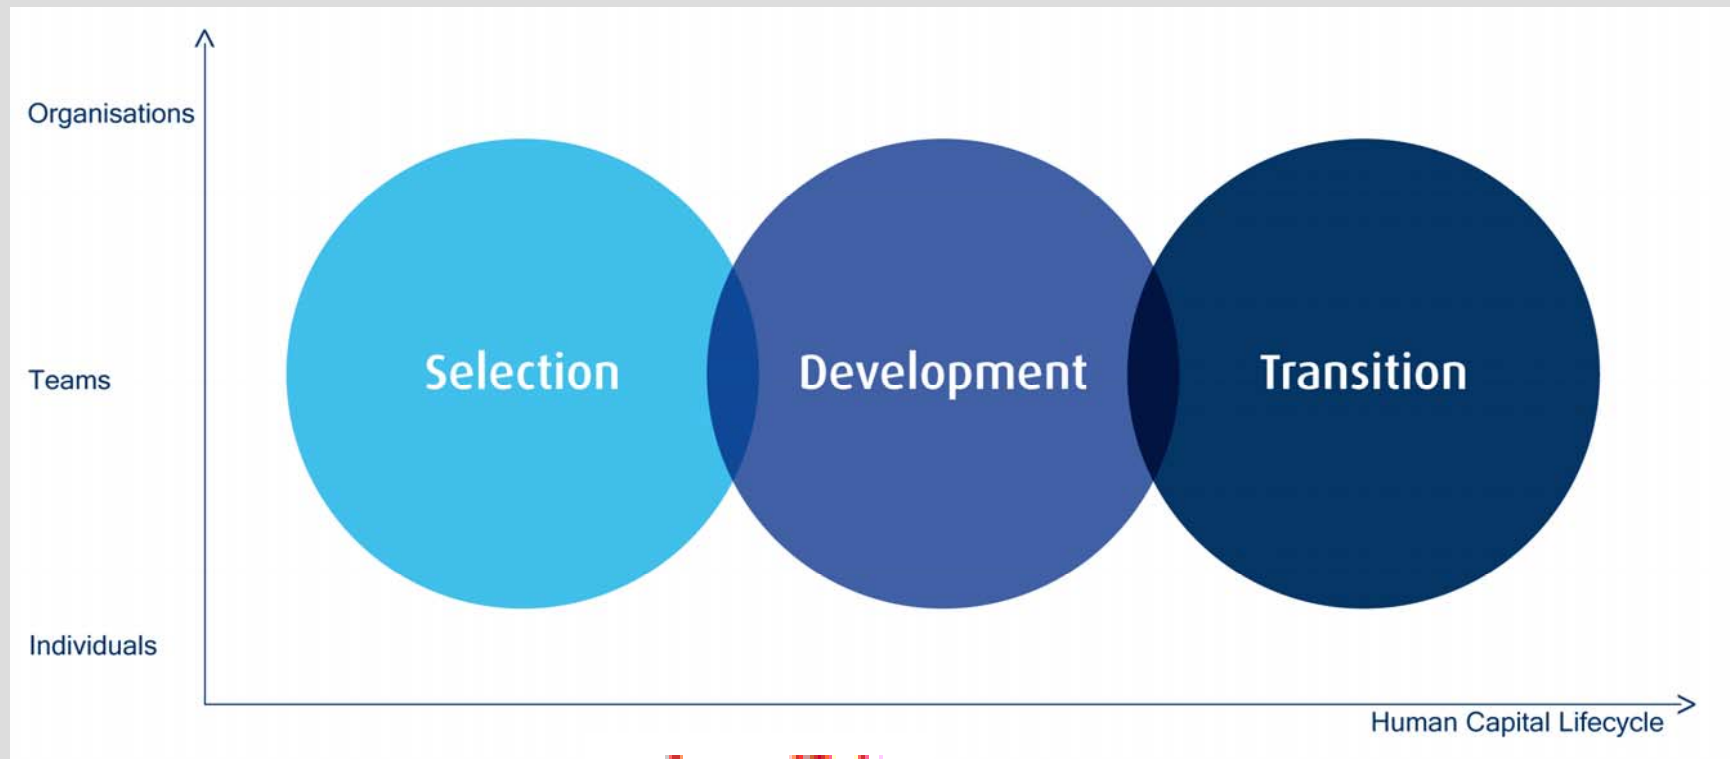 Organisations
Selection Development Transition
Teams
Individuals
Human Capital Lifecycle